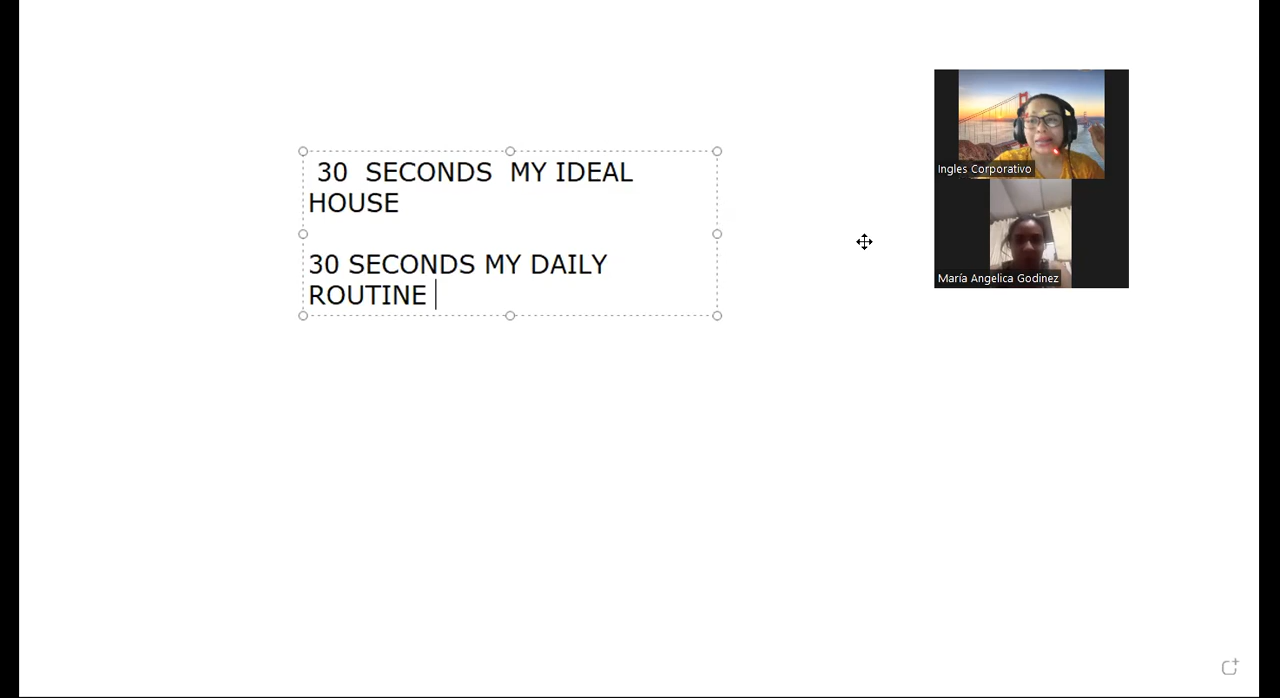 30 SECONDS MY IDEAL
HOUSE
30 SECONDS MY DAILY
ROUTINE
Ingles Corporativo
María Angelica Godinez